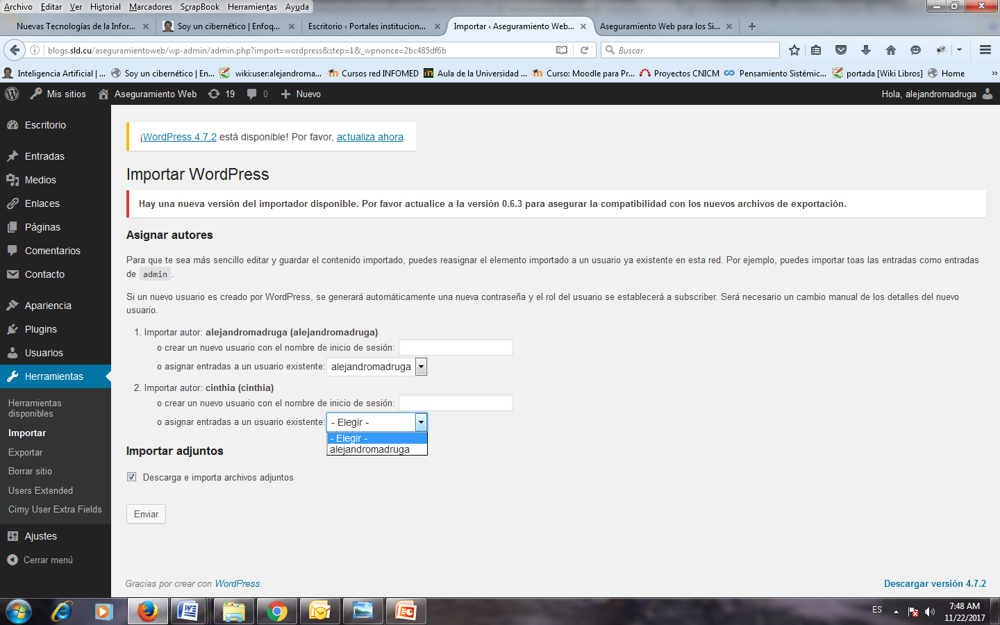 Archivo Editar Ver Historial Marcadores ScrapBook Herramientas Ayuda
Nuevas Tecnologías de la Infor... Soy un cibernético | Enfoq... Escritorio ‹ Portales institucion... Importar ‹ Aseguramiento Web... Aseguramiento Web para los Si...
blogs.sld.cu/aseguramientoweb/wp-admin/admin.php?import=wordpress&step=1&_wpnonce=2bc485df6b Buscar
Inteligencia Artificial | ... Soy un cibernético | En... wiki:user:alejandroma... Cursos red INFOMED Aula de la Universidad ... Curso: Moodle para Pr... Proyectos CNICM Pensamiento Sistémic... portada [Wiki Libros] Home »
Mis sitios Aseguramiento Web 19 0 Nuevo Hola, alejandromadruga
Escritorio
Entradas
Medios
Enlaces
Páginas
Comentarios
Contacto
Apariencia
Plugins
Usuarios
Herramientas
Herramientas
disponibles
Importar
Exportar
Borrar sitio
Users Extended
Cimy User Extra Fields
Ajustes
Cerrar menú
¡WordPress 4.7.2 está disponible! Por favor, actualiza ahora.
Importar WordPress
Hay una nueva versión del importador disponible. Por favor actualice a la versión 0.6.3 para asegurar la compatibilidad con los nuevos archivos de exportación.
Asignar autores
Para que te sea más sencillo editar y guardar el contenido importado, puedes reasignar el elemento importado a un usuario ya existente en esta red. Por ejemplo, puedes importar toas las entradas como entradas
de admin .
Si un nuevo usuario es creado por WordPress, se generará automáticamente una nueva contraseña y el rol del usuario se establecerá a subscriber. Será necesario un cambio manual de los detalles del nuevo
usuario.
1. Importar autor: alejandromadruga (alejandromadruga)
o crear un nuevo usuario con el nombre de inicio de sesión:
o asignar entradas a un usuario existente: alejandromadruga
2. Importar autor: cinthia (cinthia)
o crear un nuevo usuario con el nombre de inicio de sesión:
o asignar entradas a un usuario existente: - Elegir -
- Elegir -
alejandromadruga
Importar adjuntos
Descarga e importa archivos adjuntos
Enviar
Gracias por crear con WordPress. Descargar versión 4.7.2
ES 7:48 AM
11/22/2017